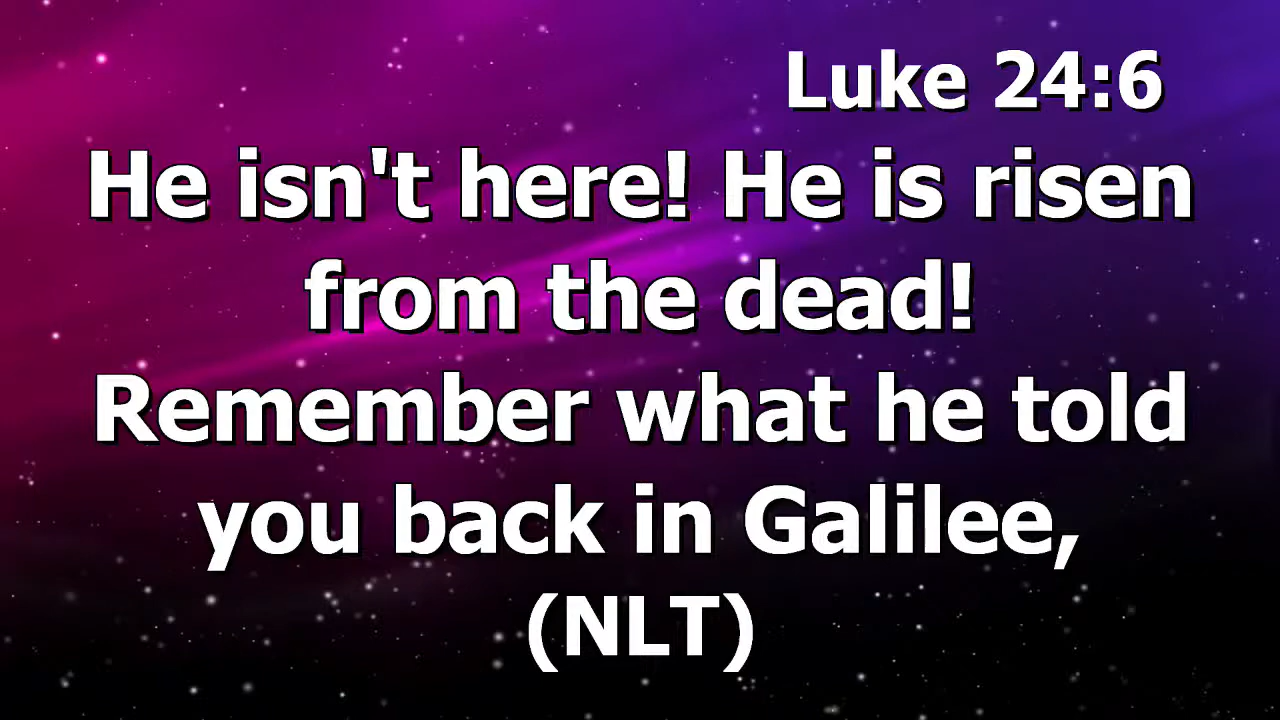 Luke 24:6
He isn't here! He is risen
from the dead!
Remember what he told
you back in Galilee,
(NLT)